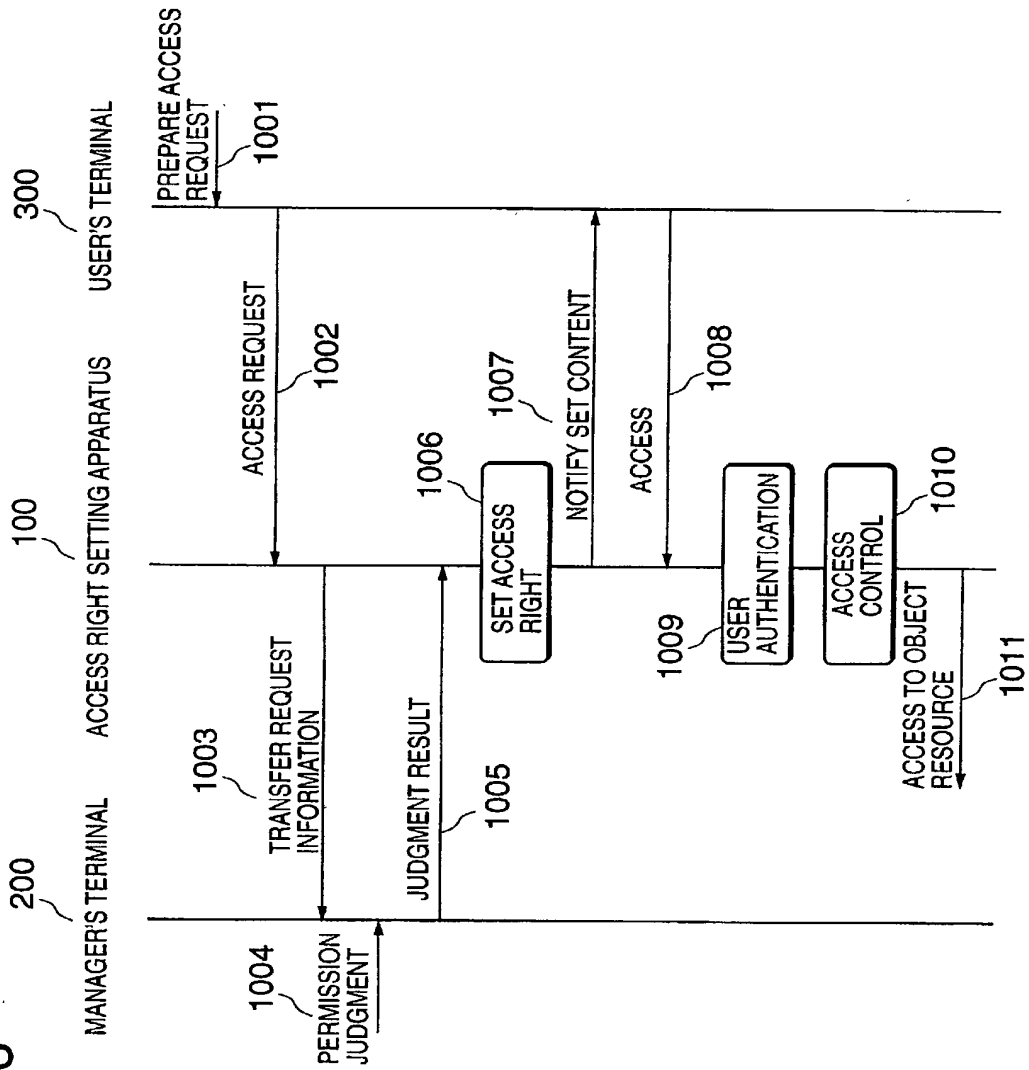 200
MANAGER'S TERMINAL
100
ACCESS RIGHT SETTING APPARATUS
300
USER'S TERMINAL
PREPARE ACCESS
REQUEST
1001
ACCESS REQUEST
1002
1003
TRANSFER REQUEST
INFORMATION
1004
PERMISSION
JUDGMENT
JUDGMENT RESULT
1005
1006
SET ACCESS
RIGHT
1007
NOTIFY SET CONTENT
ACCESS
1008
1009
USER
AUTHENTICATION
ACCESS
CONTROL
1010
ACCESS TO OBJECT
RESOURCE
1011